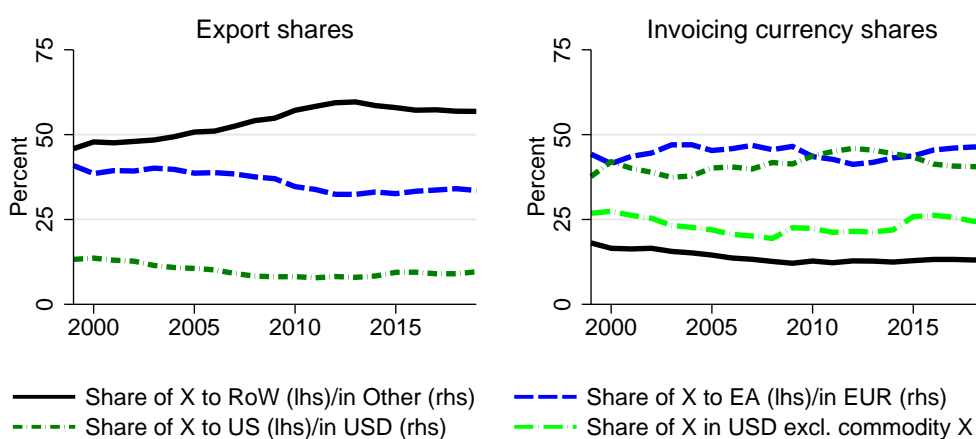 Export shares
Invoicing currency shares
Percent
0 25 50 75
2000 2005 2010 2015
Percent
0 25 50 75
2000 2005 2010 2015
Share of X to RoW (lhs)/in Other (rhs)
Share of X to EA (lhs)/in EUR (rhs)
Share of X to US (lhs)/in USD (rhs)
Share of X in USD excl. commodity X